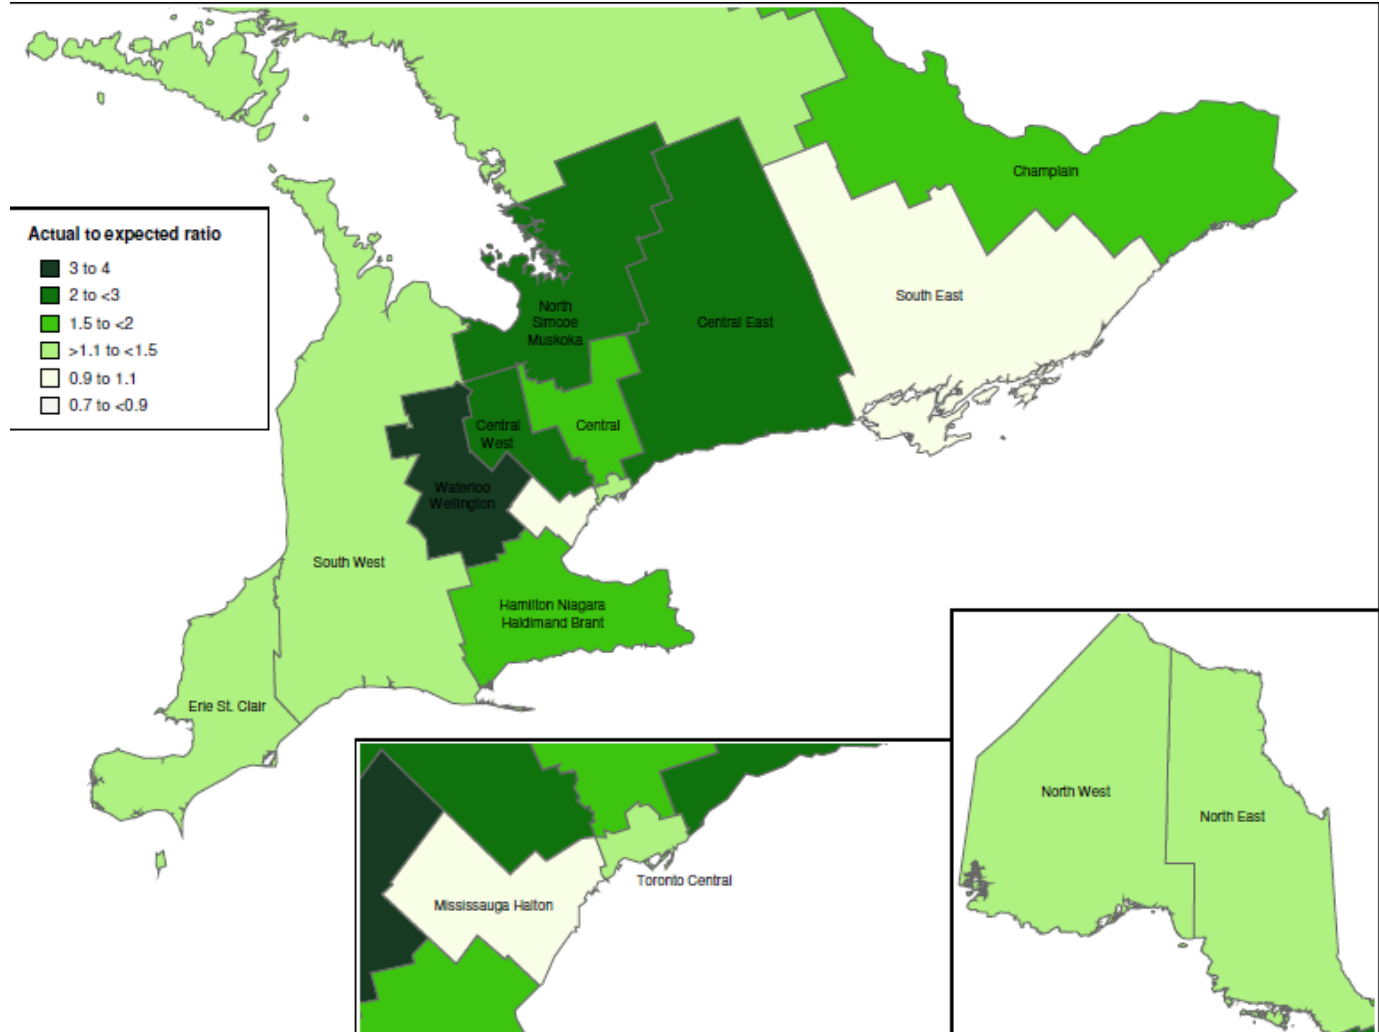 Champlain
Actual to expected ratio
3 to 4
2 to <3
1.5 to <2
>1.1 to <1.5
0.9 to 1.1
0.7 to <0.9
South East
North
Simcoe
Muskoka
Central East
Central
West
Central
Waterloo
Wellington
South West
Hamilton Niagara
Haldimand Brant
Erie St. Clair
North West
North East
Toronto Central
Mississauga Halton